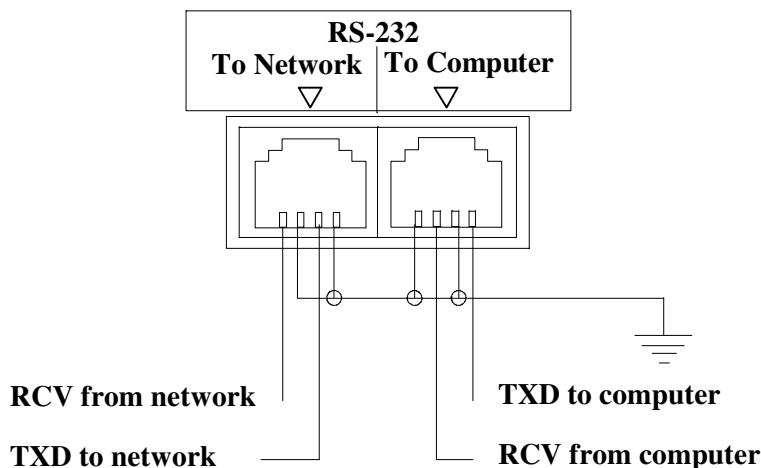 RS-232
To Network To Computer
RCV from network
TXD to computer
TXD to network
RCV from computer